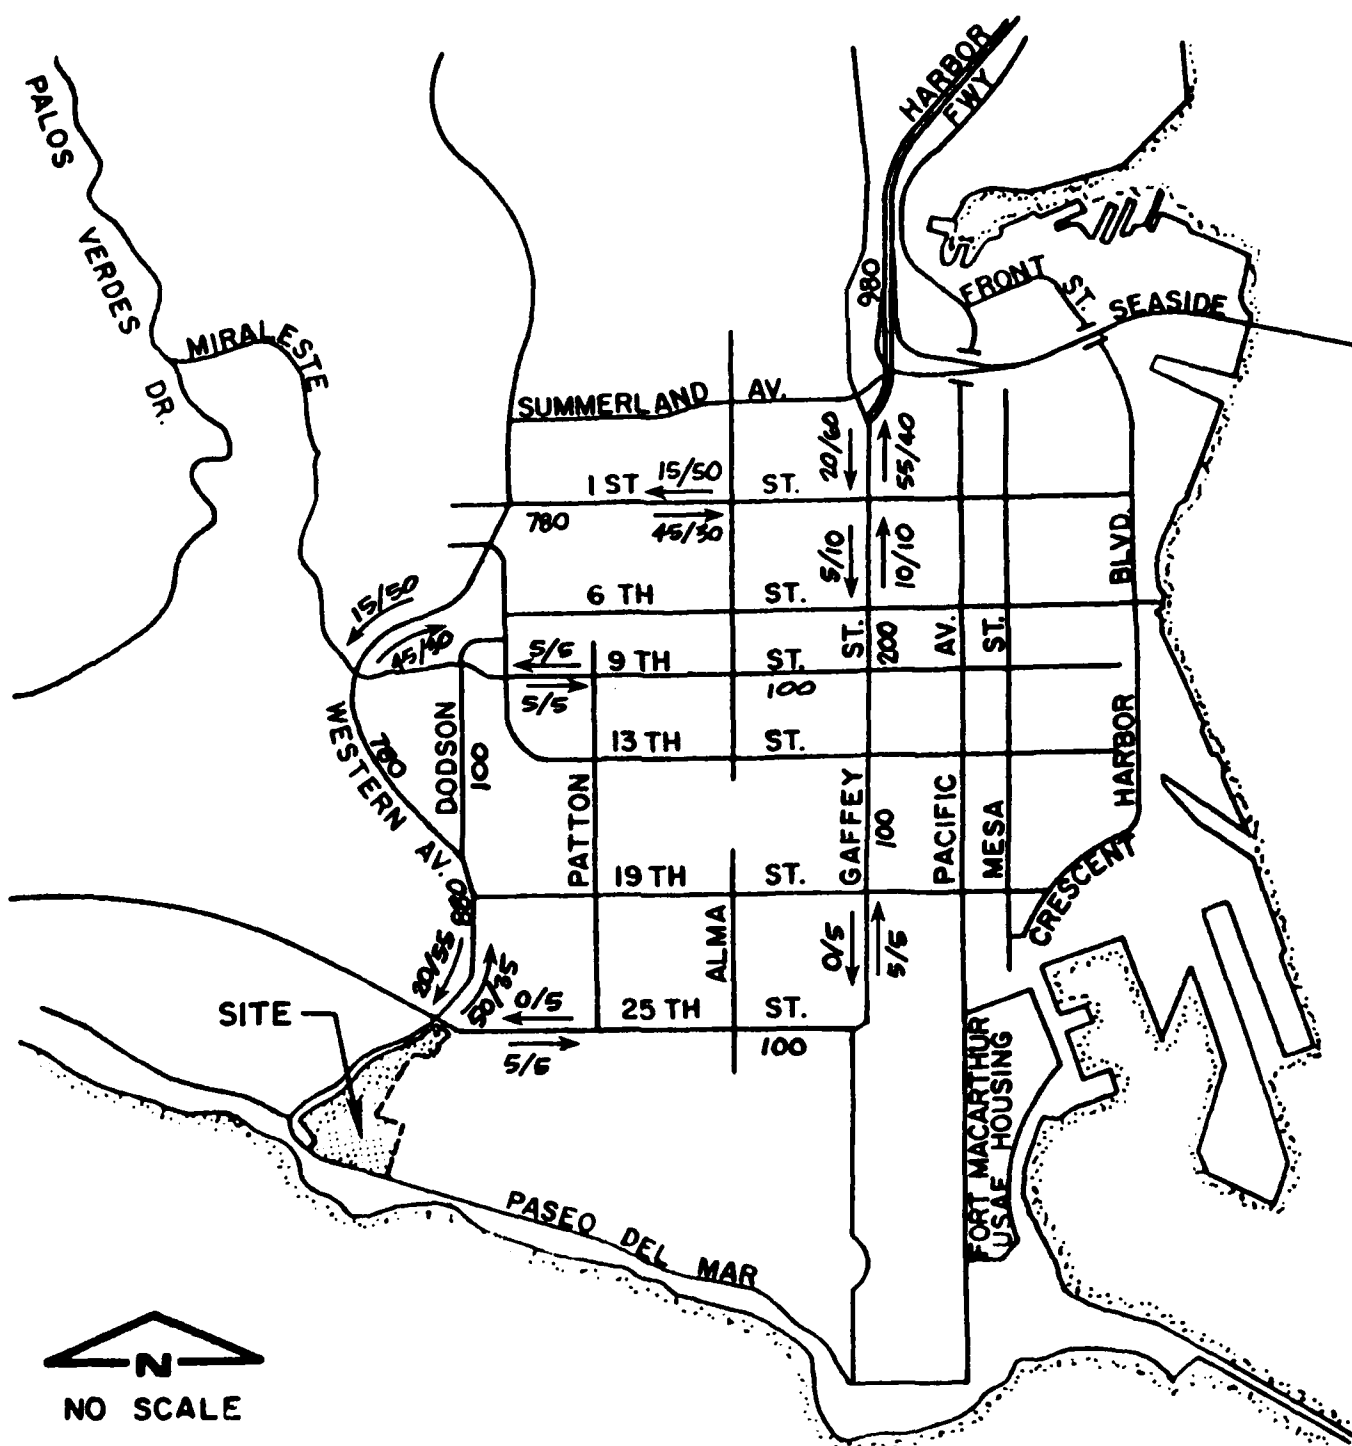 HARBOR
FWY
PALOS
VERDES
DR.
MIRALESTE
980
FRONT
ST.
SEASIDE
SUMMERLAND AV.
20/60
55/40
1 ST ST.
15/50
780
45/30
5/10
10/10
BLVD.
6 TH ST.
15/50
45/30
ST.
200
AV.
ST.
5/5
9 TH ST.
5/5
100
WESTERN
780
DODSON
100
13 TH ST.
HARBOR
PATTON
GAFFEY
100
PACIFIC
MESA
AV.
880
19 TH ST.
CRESCENT
ALMA
0/5
5/5
20/55
50/35
0/5
25 TH ST.
5/5
100
SITE
FORT MACARTHUR
USAF HOUSING
PASEO DEL MAR
N
NO SCALE